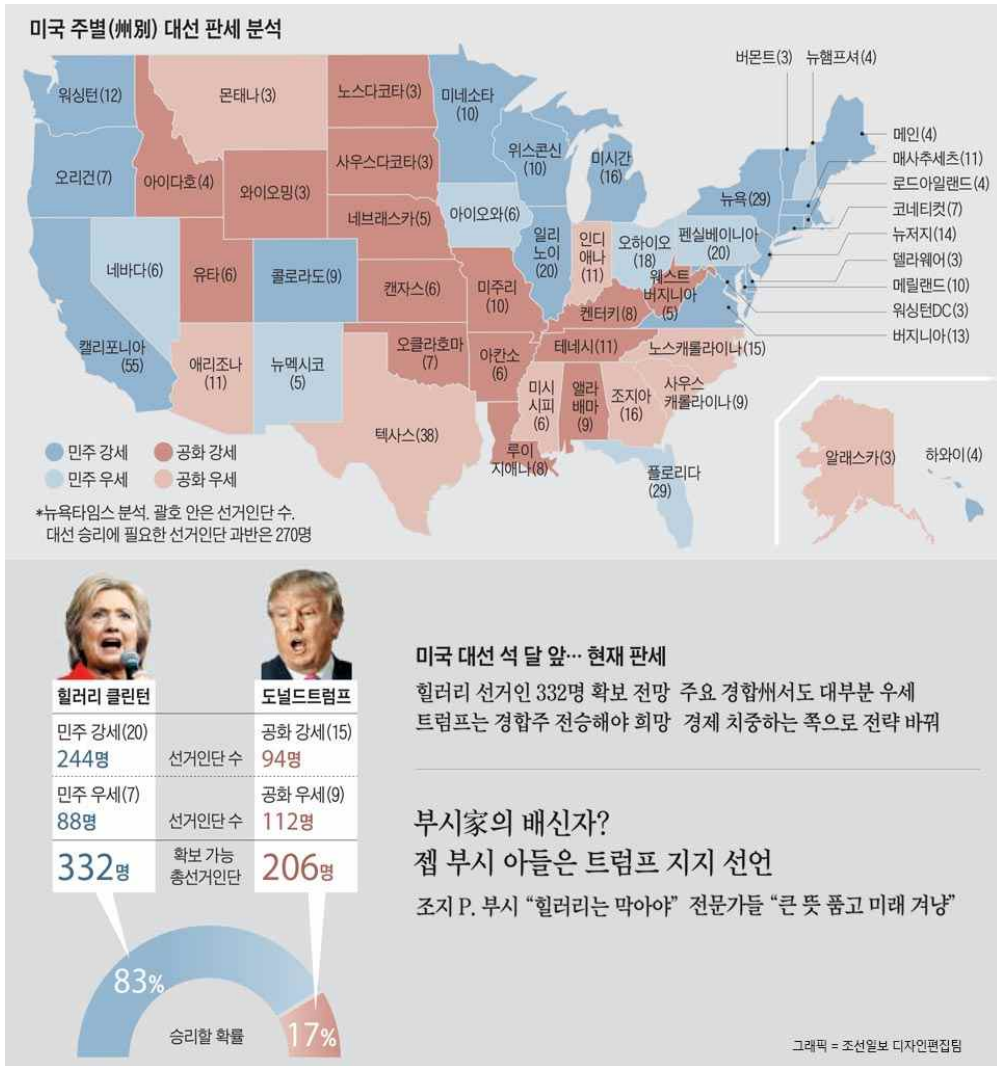 미국 주별(州別) 대선 판세 분석
버몬트(3)
뉴햄프셔(4)
워싱턴(12)
몬태나(3)
노스다코타(3)
미네소타
(10)
메인(4)
매사추세츠(11)
로드아일랜드(4)
코네티컷(7)
뉴저지(14)
델라웨어(3)
메릴랜드(10)
워싱턴DC(3)
버지니아(13)
오리건(7)
아이다호(4)
와이오밍(3)
사우스다코타(3)
위스콘신
(10)
미시간
(16)
뉴욕(29)
네브래스카(5)
아이오와(6)
네바다(6)
유타(6)
콜로라도(9)
캔자스(6)
미주리
(10)
일리
노이
(20)
인디
애나
(11)
오하이오
(18)
펜실베이니아
(20)
웨스트
버지니아
(5)
켄터키(8)
캘리포니아
(55)
애리조나
(11)
뉴멕시코
(5)
오클라호마
(7)
아칸소
(6)
테네시(11)
노스캐롤라이나(15)
텍사스(38)
루이
지애나(8)
미시
시피
(6)
앨라
배마
(9)
조지아
(16)
사우스
캐롤라이나(9)
플로리다
(29)
알래스카(3)
하와이(4)
민주 강세
공화 강세
민주 우세
공화 우세
*뉴욕타임스 분석. 괄호 안은 선거인단 수.
대선 승리에 필요한 선거인단 과반은 270명
힐러리 클린턴
도널드트럼프
민주 강세(20)
공화 강세(15)
244명
선거인단 수
94명
민주 우세(7)
공화 우세(9)
88명
선거인단 수
112명
332명
확보 가능
총선거인단
206명
83%
승리할 확률
17%
미국 대선 석 달 앞… 현재 판세
힐러리 선거인 332명 확보 전망 주요 경합州서도 대부분 우세
트럼프는 경합주 전승해야 희망 경제 치중하는 쪽으로 전략 바꿔
부시家의 배신자?
젭 부시 아들은 트럼프 지지 선언
조지 P. 부시 “힐러리는 막아야” 전문가들 “큰 뜻 품고 미래 겨냥”
그래픽 = 조선일보 디자인편집팀